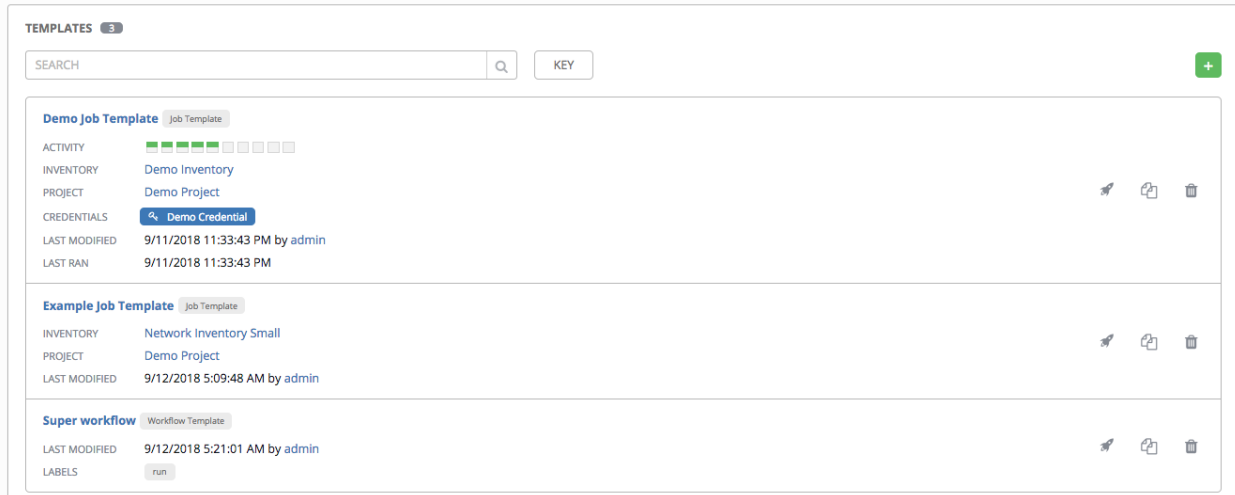 TEMPLATES 3
SEARCH KEY +
Demo Job Template Job Template
ACTIVITY
INVENTORY Demo Inventory
PROJECT Demo Project
CREDENTIALS Demo Credential
LAST MODIFIED 9/11/2018 11:33:43 PM by admin
LAST RAN 9/11/2018 11:33:43 PM
Example Job Template Job Template
INVENTORY Network Inventory Small
PROJECT Demo Project
LAST MODIFIED 9/12/2018 5:09:48 AM by admin
Super workflow Workflow Template
LAST MODIFIED 9/12/2018 5:21:01 AM by admin
LABELS run